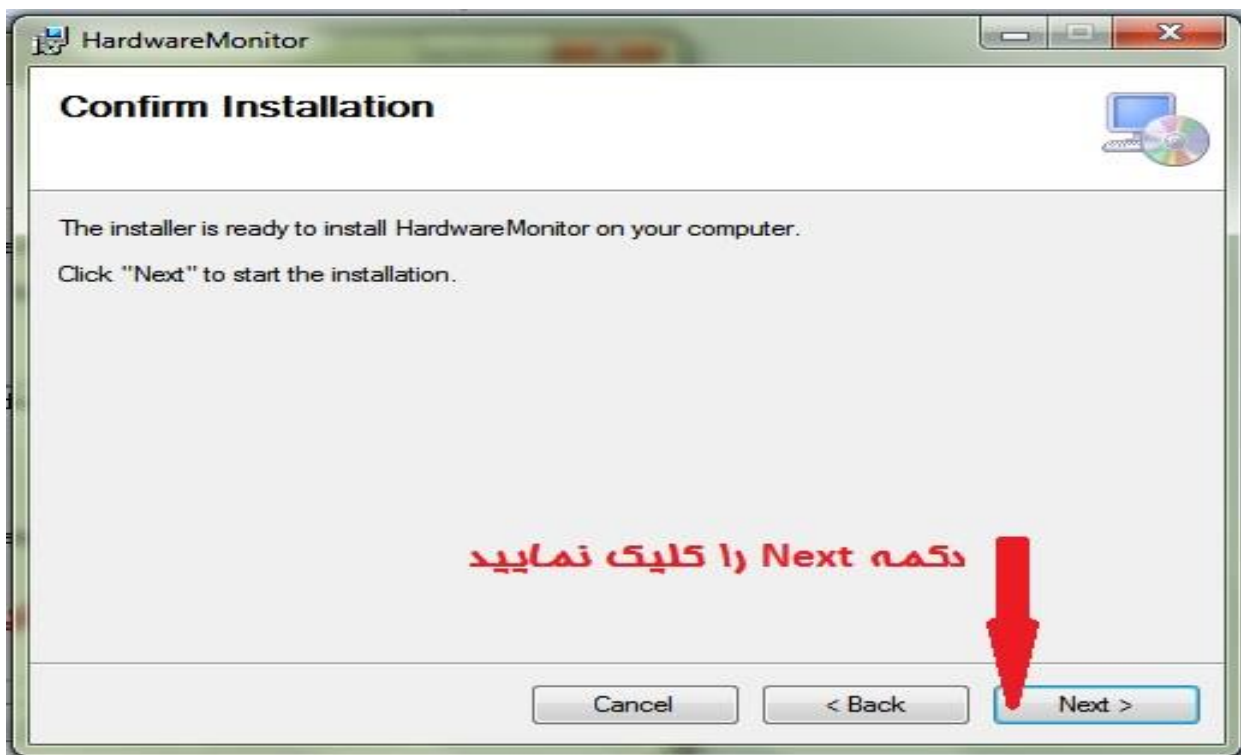 HardwareMonitor
Confirm Installation
The installer is ready to install HardwareMonitor on your computer.
Click "Next" to start the installation.
دکمه Next را کلیک نمایید
Cancel
< Back
Next >